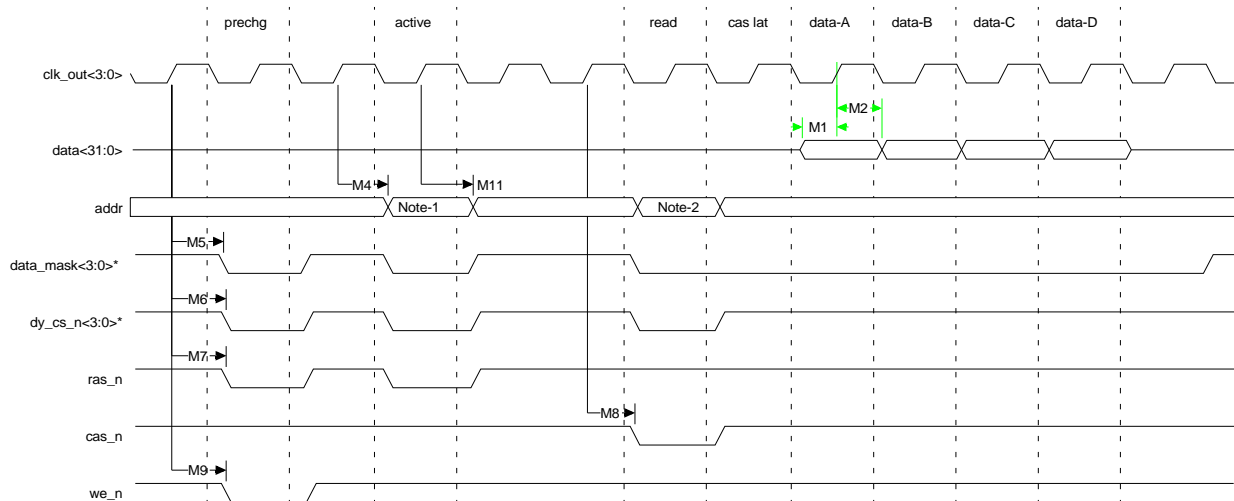 prechg active read cas lat data-A data-B data-C data-D
clk_out<3:0>
M2
M1
data<31:0>
M4 M11
addr Note-1 Note-2
M5
data_mask<3:0>*
M6
dy_cs_n<3:0>*
M7
ras_n
M8
cas_n
M9
we_n